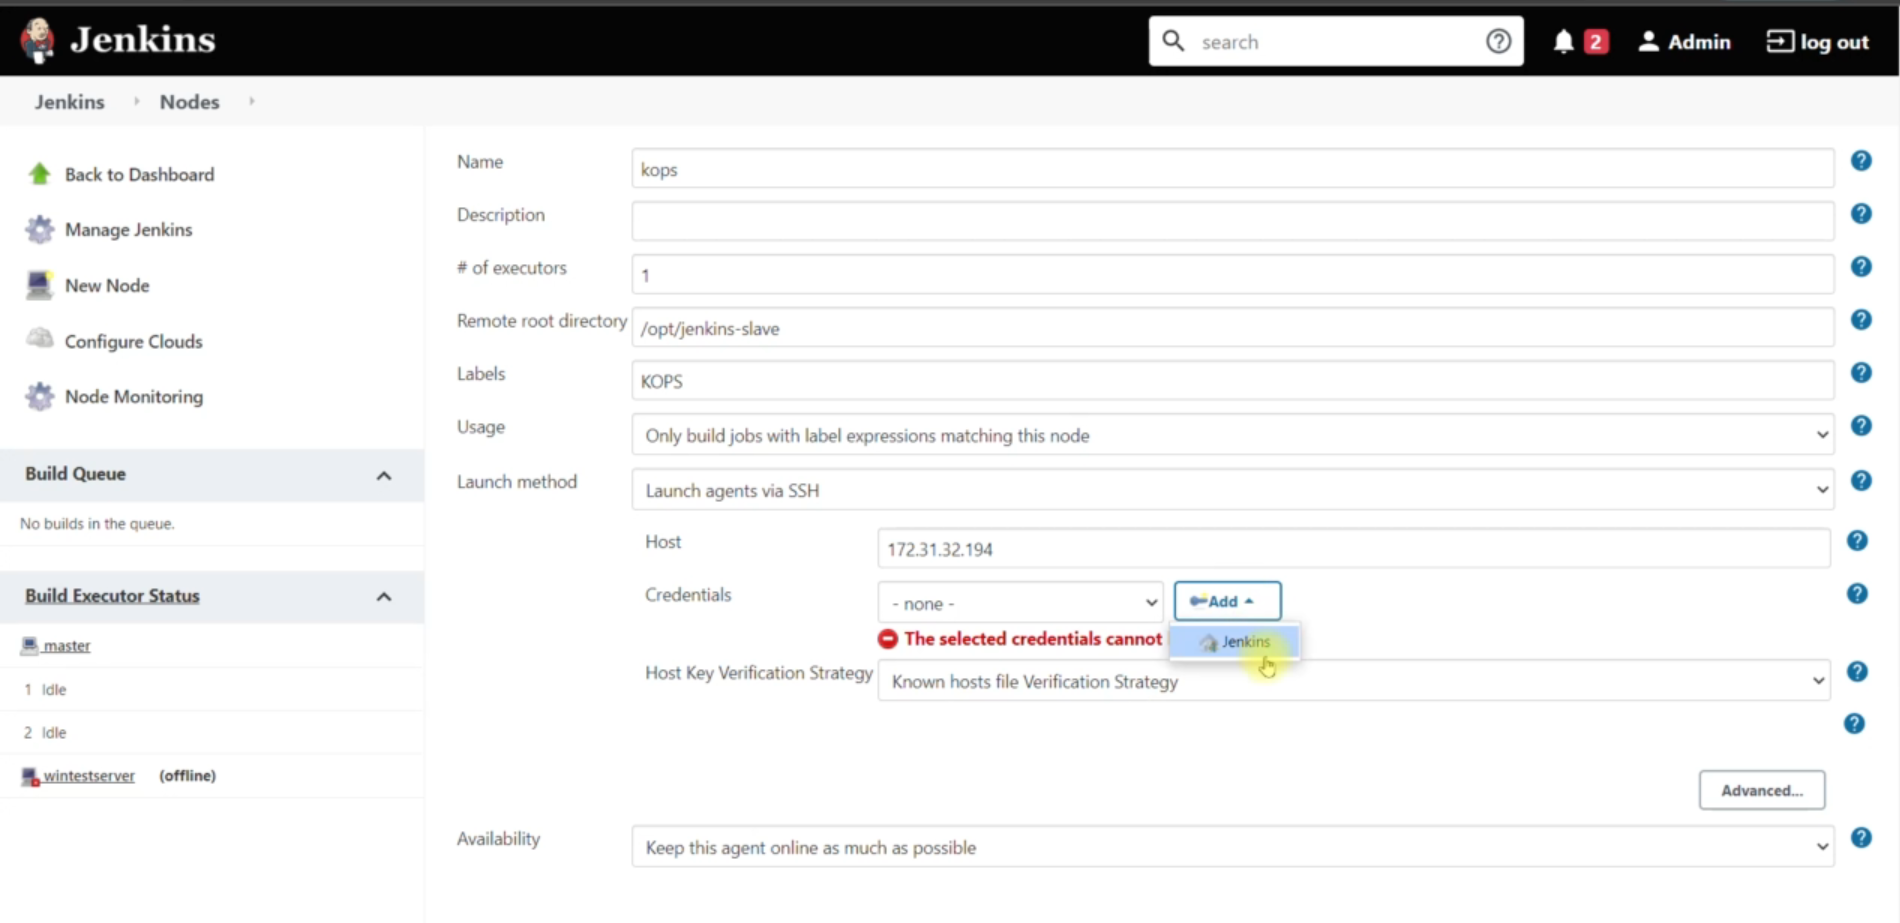 Jenkins
search
2
Admin
log out
Jenkins
Nodes
Back to Dashboard
Manage Jenkins
New Node
Configure Clouds
Node Monitoring
Build Queue
No builds in the queue.
Build Executor Status
master
1 Idle
2 Idle
wintestserver (offline)
Name
kops
Description
# of executors
1
Remote root directory
/opt/jenkins-slave
Labels
KOPS
Usage
Only build jobs with label expressions matching this node
Launch method
Launch agents via SSH
Host
172.31.32.194
Credentials
- none -
Add
The selected credentials cannot
Jenkins
Host Key Verification Strategy
Known hosts file Verification Strategy
Advanced...
Availability
Keep this agent online as much as possible